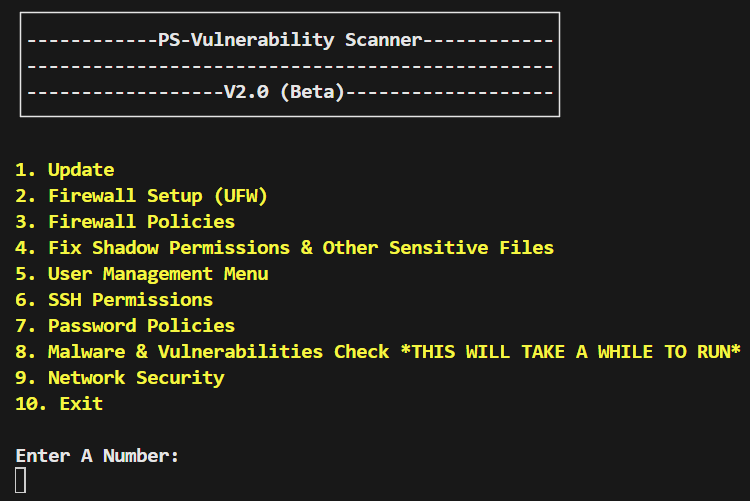 ------------PS-Vulnerability Scanner------------
------------------------------------------------
------------------V2.0 (Beta)-------------------
1. Update
2. Firewall Setup (UFW)
3. Firewall Policies
4. Fix Shadow Permissions & Other Sensitive Files
5. User Management Menu
6. SSH Permissions
7. Password Policies
8. Malware & Vulnerabilities Check *THIS WILL TAKE A WHILE TO RUN*
9. Network Security
10. Exit
Enter A Number: